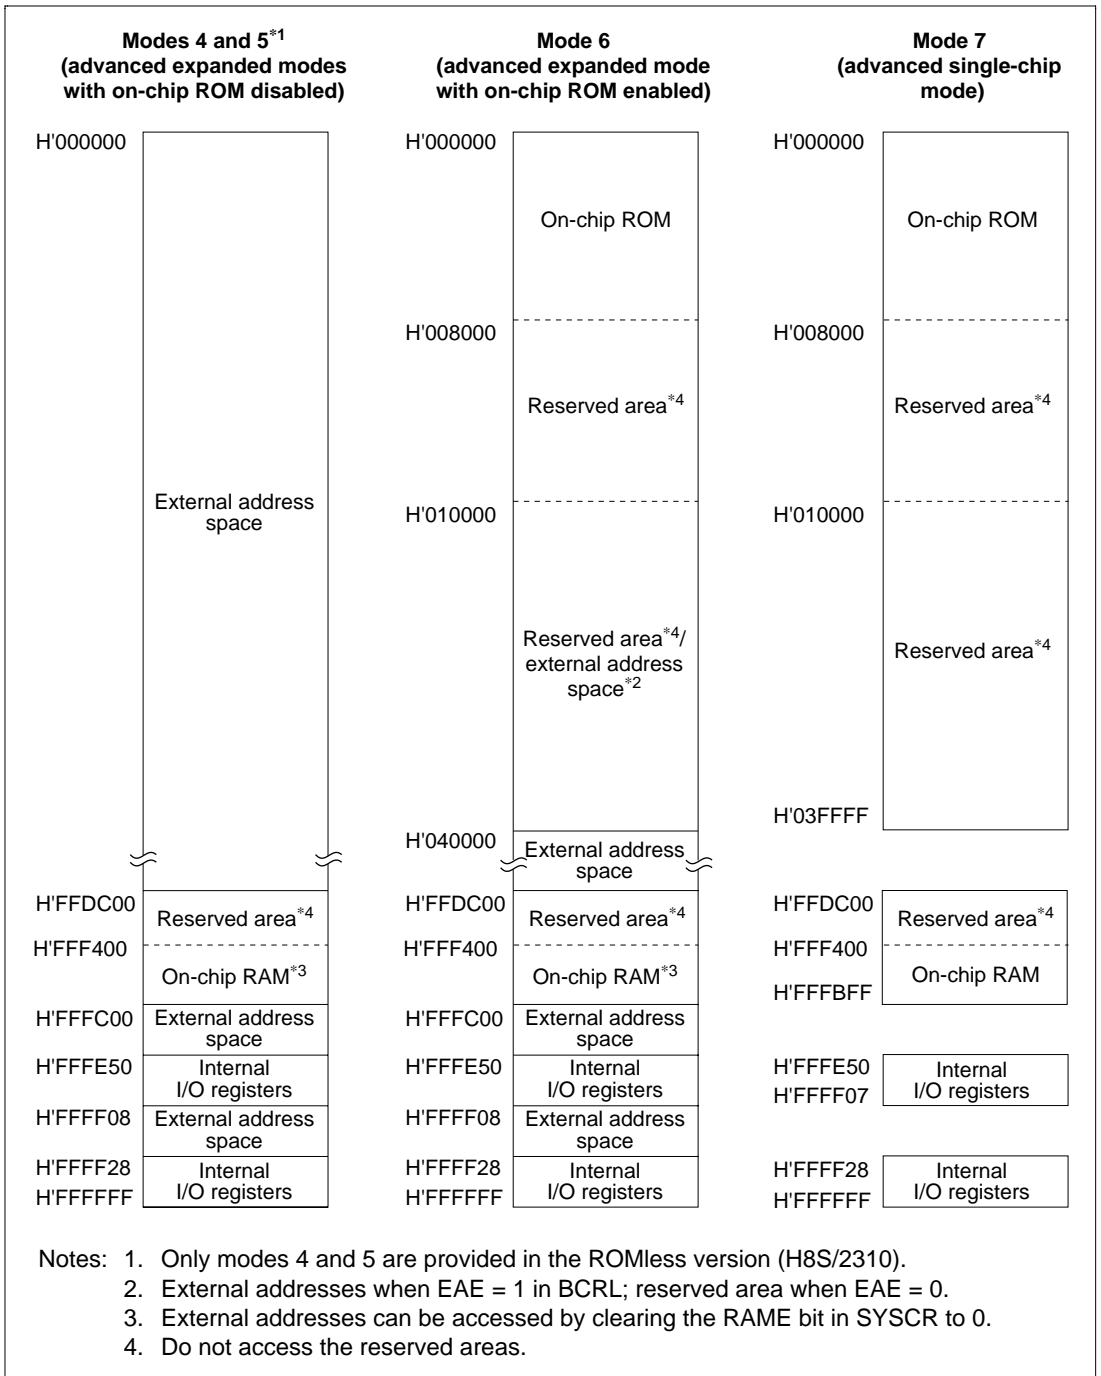 Modes 4 and 5*1
(advanced expanded modes
with on-chip ROM disabled)
H'000000
External address
space
H'FFDC00
Reserved area*4
H'FFF400
On-chip RAM*3
H'FFFC00
External address
space
H'FFFE50
Internal
I/O registers
H'FFFF08
External address
space
H'FFFF28
Internal
I/O registers
H'FFFFFF
Mode 6
(advanced expanded mode
with on-chip ROM enabled)
H'000000
On-chip ROM
H'008000
Reserved area*4
H'010000
Reserved area*4/
external address
space*2
H'040000
External address
space
H'FFDC00
Reserved area*4
H'FFF400
On-chip RAM*3
H'FFFC00
External address
space
H'FFFE50
Internal
I/O registers
H'FFFF08
External address
space
H'FFFF28
Internal
I/O registers
H'FFFFFF
Mode 7
(advanced single-chip
mode)
H'000000
On-chip ROM
H'008000
Reserved area*4
H'010000
Reserved area*4
H'03FFFF
H'FFDC00
Reserved area*4
H'FFF400
On-chip RAM
H'FFFBFF
H'FFFE50
Internal
I/O registers
H'FFFF07
H'FFFF28
Internal
I/O registers
H'FFFFFF
Notes: 1. Only modes 4 and 5 are provided in the ROMless version (H8S/2310).
2. External addresses when EAE = 1 in BCRL; reserved area when EAE = 0.
3. External addresses can be accessed by clearing the RAME bit in SYSCR to 0.
4. Do not access the reserved areas.